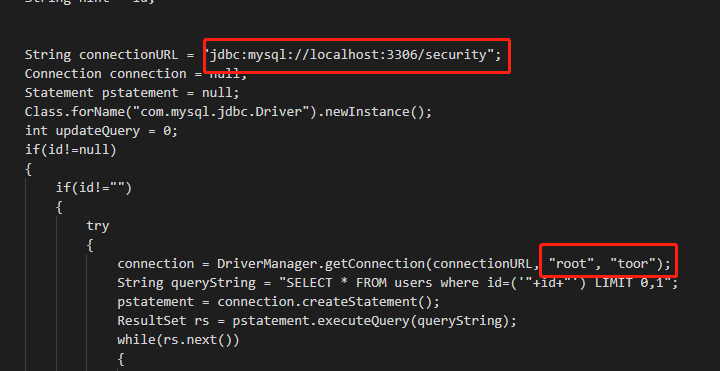 String hint = id;
String connectionURL = "jdbc:mysql://localhost:3306/security";
Connection connection = null;
Statement pstatement = null;
Class.forName("com.mysql.jdbc.Driver").newInstance();
int updateQuery = 0;
if(id!=null)
{
if(id!="")
{
try
{
connection = DriverManager.getConnection(connectionURL, "root", "toor");
String queryString = "SELECT * FROM users where id=('"+id+"') LIMIT 0,1";
pstatement = connection.createStatement();
ResultSet rs = pstatement.executeQuery(queryString);
while(rs.next())
{